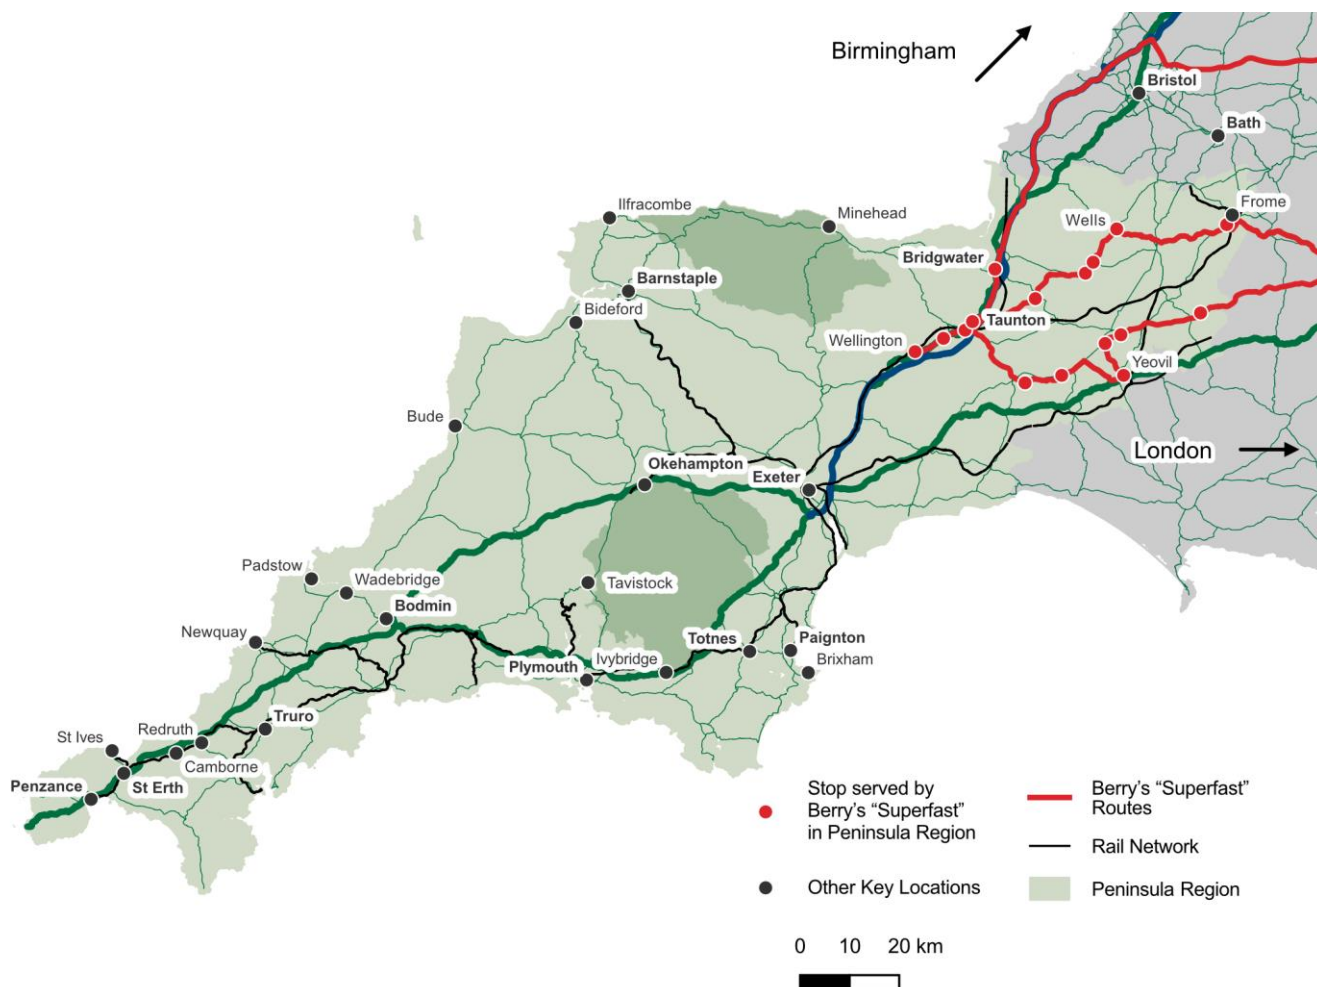 Birmingham
Bristol
Bath
Ilfracombe
Minehead
Wells
Frome
Bridgwater
Barnstaple
Bideford
Taunton
Wellington
Yeovil
Bude
London
Okehampton
Exeter
Padstow
Wadebridge
Tavistock
Bodmin
Newquay
Totnes
Paignton
Plymouth
Ivybridge
Brixham
Redruth
Truro
St Ives
Camborne
Penzance
St Erth
Stop served by
Berry's “Superfast”
in Peninsula Region
Other Key Locations
Berry's “Superfast”
Routes
Rail Network
Peninsula Region
0 10 20 km